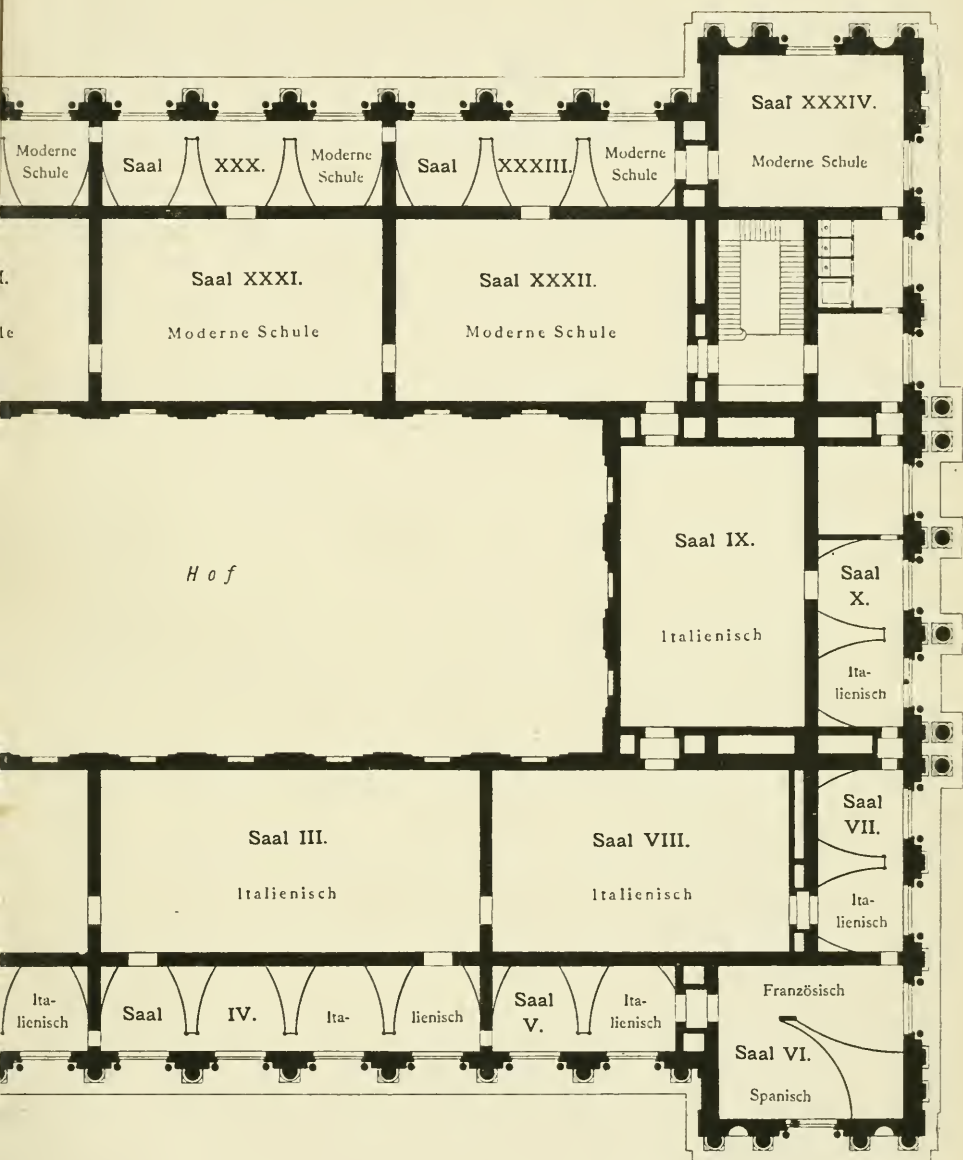 Saal XXXIV.
Moderne Schule
Moderne
Schule
Saal XXX.
Moderne
Schule
Saal XXXIII.
Moderne
Schule
I.
le
Saal XXXI.
Moderne Schule
Saal XXXII.
Moderne Schule
Hof
Saal IX.
Italienisch
Saal
X.
Ita-
lienisch
Saal III.
Italienisch
Saal VIII.
Italienisch
Saal
VII.
Ita-
lienisch
Ita-
lienisch
Saal IV. Ita- lienisch
Saal
V.
Ita-
lienisch
Französisch
Saal VI.
Spanisch